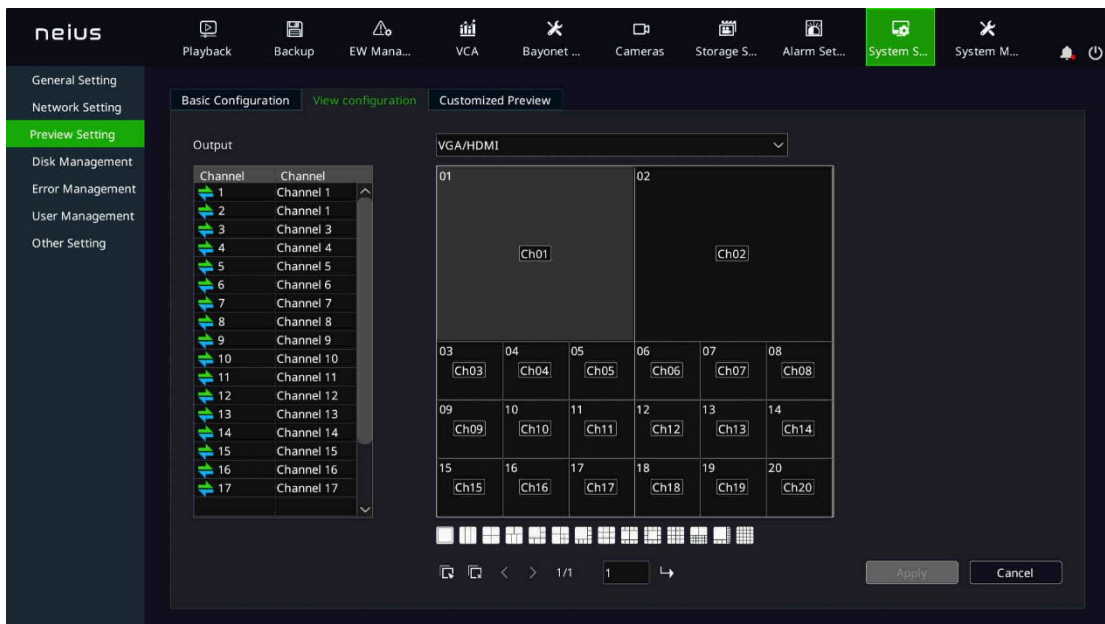 neius
Playback Backup EW Mana... VCA Bayonet ... Cameras Storage S... Alarm Set... System S... System M...
General Setting
Network Setting
Preview Setting
Disk Management
Error Management
User Management
Other Setting
Basic Configuration View configuration Customized Preview
Output VGA/HDMI
Channel Channel
1 Channel 1
2 Channel 1
3 Channel 3
4 Channel 4
5 Channel 5
6 Channel 6
7 Channel 7
8 Channel 8
9 Channel 9
10 Channel 10
11 Channel 11
12 Channel 12
13 Channel 13
14 Channel 14
15 Channel 15
16 Channel 16
17 Channel 17
01 02
Ch01 Ch02
03 04 05 06 07 08
Ch03 Ch04 Ch05 Ch06 Ch07 Ch08
09 10 11 12 13 14
Ch09 Ch10 Ch11 Ch12 Ch13 Ch14
15 16 17 18 19 20
Ch15 Ch16 Ch17 Ch18 Ch19 Ch20
1/1 1
Apply Cancel